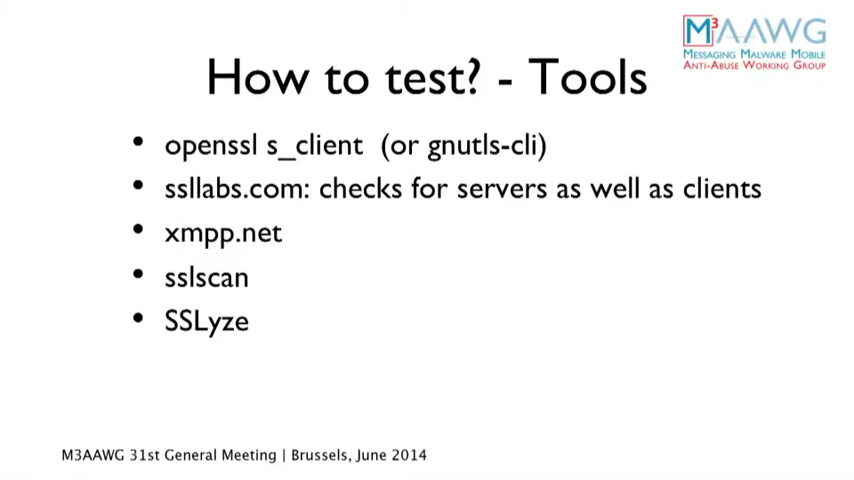 M3AAWG
MESSAGING MALWARE MOBILE
ANTI-ABUSE WORKING GROUP
How to test? - Tools
• openssl s_client (or gnutls-cli)
• ssllabs.com: checks for servers as well as clients
• xmpp.net
• sslscan
• SSLyze
M3AAWG 31st General Meeting | Brussels, June 2014